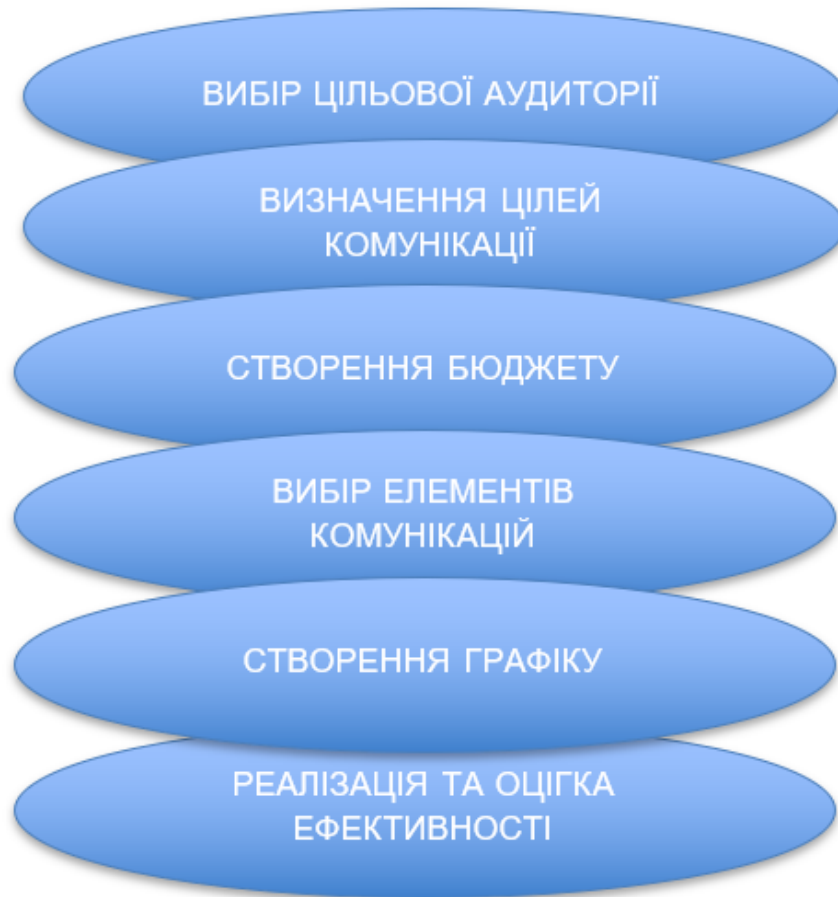 ВИБІР ЦІЛЬОВОЇ АУДИТОРІЇ
ВИЗНАЧЕННЯ ЦІЛЕЙ
КОМУНІКАЦІЇ
СТВОРЕННЯ БЮДЖЕТУ
ВИБІР ЕЛЕМЕНТІВ
КОМУНІКАЦІЙ
СТВОРЕННЯ ГРАФІКУ
РЕАЛІЗАЦІЯ ТА ОЦІГКА
ЕФЕКТИВНОСТІ